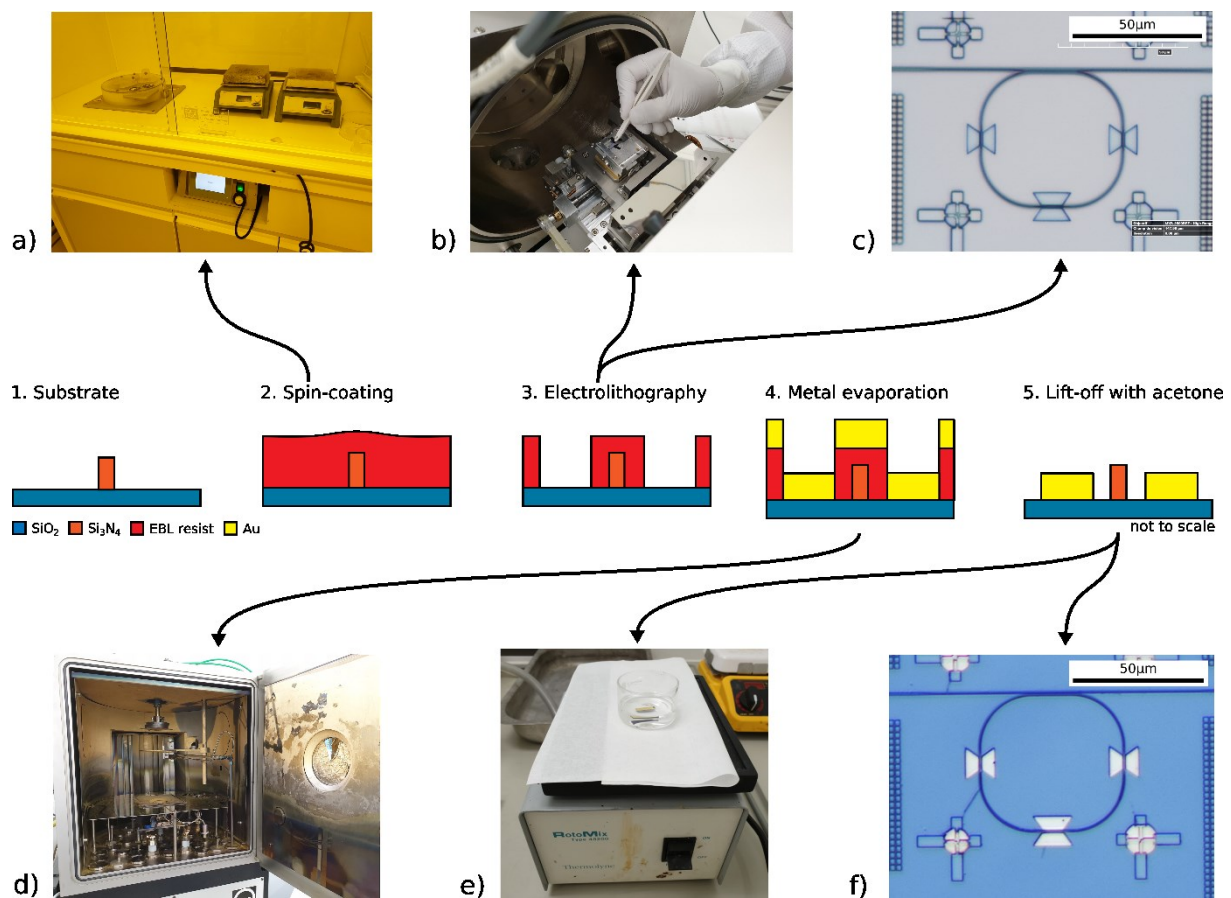 50μm
a)
b)
c)
1. Substrate
2. Spin-coating
3. Electrolithography
4. Metal evaporation
5. Lift-off with acetone
SiO₂
Si₃N₄
EBL resist
Au
not to scale
50μm
ROTOMIX
Thermolyne
d)
e)
f)